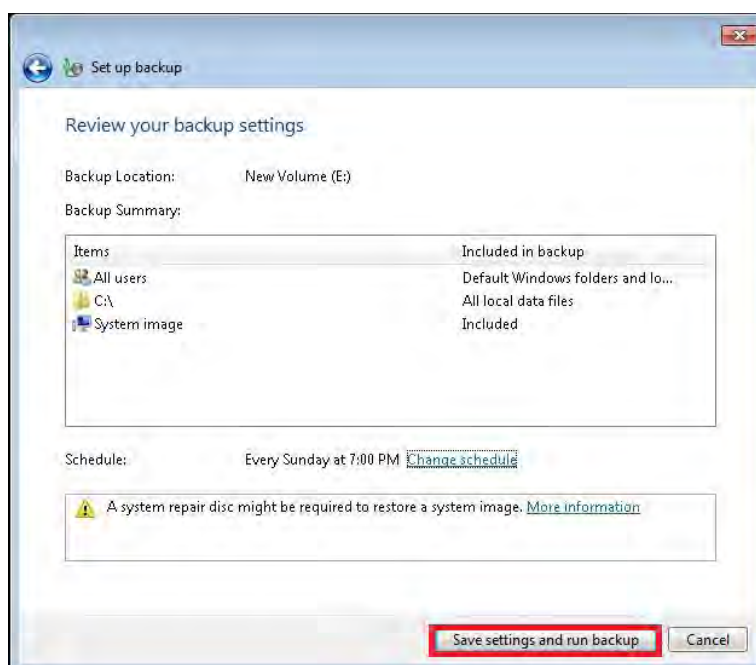 Set up backup
Review your backup settings
Backup Location: New Volume (E:)
Backup Summary:
Items Included in backup
All users Default Windows folders and lo...
C:\ All local data files
System image Included
Schedule: Every Sunday at 7:00 PM Change schedule
A system repair disc might be required to restore a system image. More information
Save settings and run backup Cancel